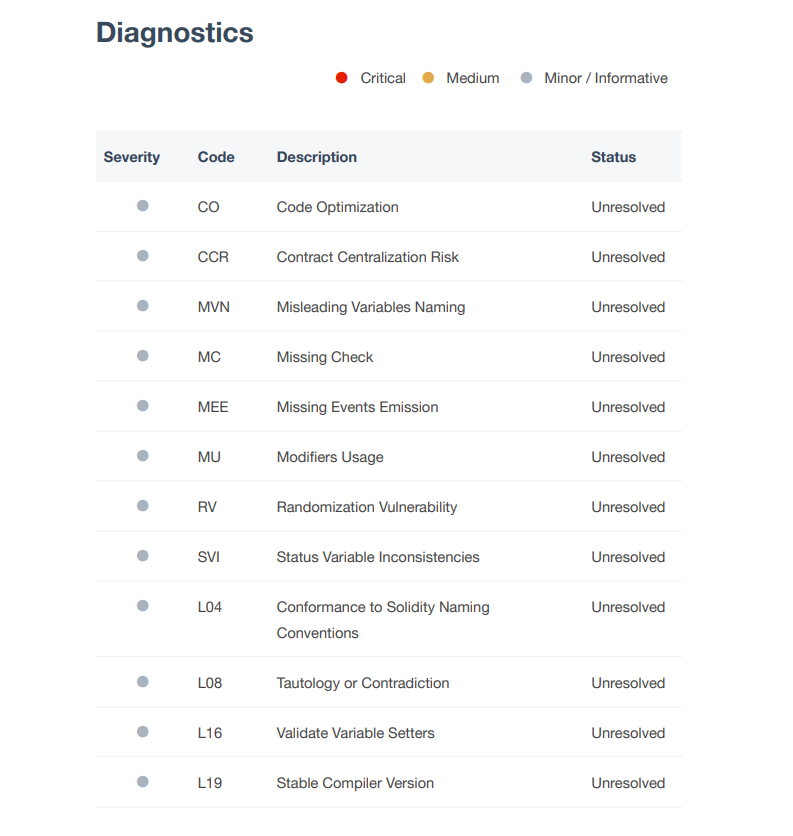 Diagnostics
Critical Medium Minor / Informative
Severity Code Description Status
CO Code Optimization Unresolved
CCR Contract Centralization Risk Unresolved
MVN Misleading Variables Naming Unresolved
MC Missing Check Unresolved
MEE Missing Events Emission Unresolved
MU Modifiers Usage Unresolved
RV Randomization Vulnerability Unresolved
SVI Status Variable Inconsistencies Unresolved
L04 Conformance to Solidity Naming Unresolved
Conventions
L08 Tautology or Contradiction Unresolved
L16 Validate Variable Setters Unresolved
L19 Stable Compiler Version Unresolved